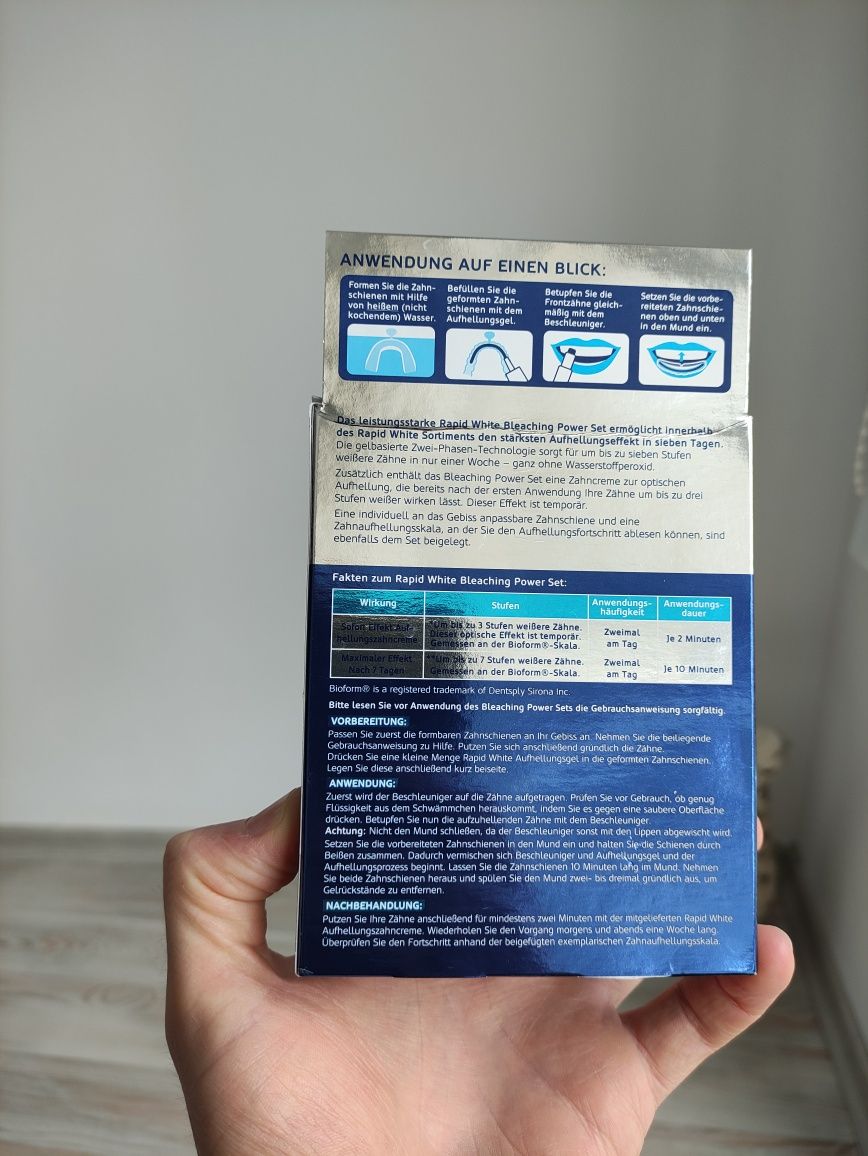 ANWENDUNG AUF EINEN BLICK:
Formen Sie die Zahn-
schienen mit Hilfe
von heißem (nicht
kochendem) Wasser.
Befüllen Sie die
geformten Zahn-
schienen mit dem
Aufhellungsgel.
Betupfen Sie die
Frontzähne gleich-
mäßig mit dem
Beschleuniger.
Setzen Sie die vorbe-
reiteten Zahnschie-
nen oben und unten
in den Mund ein.
Das leistungsstarke Rapid White Bleaching Power Set ermöglicht innerhalb
des Rapid White Sortiments den stärksten Aufhellungseffekt in sieben Tagen.
Die gelbasierte Zwei-Phasen-Technologie sorgt für um bis zu sieben Stufen
weißere Zähne in nur einer Woche – ganz ohne Wasserstoffperoxid.
Zusätzlich enthält das Bleaching Power Set eine Zahncreme zur optischen
Aufhellung, die bereits nach der ersten Anwendung Ihre Zähne um bis zu drei
Stufen weißer wirken lässt. Dieser Effekt ist temporär.
Eine individuell an das Gebiss anpassbare Zahnschiene und eine
Zahnaufhellungsskala, an der Sie den Aufhellungsfortschritt ablesen können, sind
ebenfalls dem Set beigelegt.
Fakten zum Rapid White Bleaching Power Set:
Wirkung
Stufen
Anwendungs-
häufigkeit
Anwendungs-
dauer
Sofort Effekt Auf-
hellungszahncreme
*Um bis zu 3 Stufen weißere Zähne.
Dieser optische Effekt ist temporär.
Gemessen an der Bioform®-Skala.
Zweimal
am Tag
Je 2 Minuten
Maximaler Effekt
Nach 7 Tagen
**Um bis zu 7 Stufen weißere Zähne.
Gemessen an der Bioform®-Skala.
Zweimal
am Tag
Je 10 Minuten
Bioform® is a registered trademark of Dentsply Sirona Inc.
Bitte lesen Sie vor Anwendung des Bleaching Power Sets die Gebrauchsanweisung sorgfältig.
VORBEREITUNG:
Passen Sie zuerst die formbaren Zahnschienen an Ihr Gebiss an. Nehmen Sie die beiliegende
Gebrauchsanweisung zu Hilfe. Putzen Sie sich anschließend gründlich die Zähne.
Drücken Sie eine kleine Menge Rapid White Aufhellungsgel in die geformten Zahnschienen.
Legen Sie diese anschließend kurz beiseite.
ANWENDUNG:
Zuerst wird der Beschleuniger auf die Zähne aufgetragen. Prüfen Sie vor Gebrauch, ob genug
Flüssigkeit aus dem Schwämmchen herauskommt, indem Sie es gegen eine saubere Oberfläche
drücken. Betupfen Sie nun die aufzuhellenden Zähne mit dem Beschleuniger.
Achtung: Nicht den Mund schließen, da der Beschleuniger sonst mit den Lippen abgewischt wird.
Setzen Sie die vorbereiteten Zahnschienen in den Mund ein und halten Sie die Schienen durch
Beißen zusammen. Dadurch vermischen sich Beschleuniger und Aufhellungsgel und der
Aufhellungsprozess beginnt. Lassen Sie die Zahnschienen 10 Minuten lang im Mund. Nehmen
Sie beide Zahnschienen heraus und spülen Sie den Mund zwei- bis dreimal gründlich aus, um
Gelrückstände zu entfernen.
NACHBEHANDLUNG:
Putzen Sie Ihre Zähne anschließend für mindestens zwei Minuten mit der mitgelieferten Rapid White
Aufhellungszahncreme. Wiederholen Sie den Vorgang morgens und abends eine Woche lang.
Überprüfen Sie den Fortschritt anhand der beigefügten exemplarischen Zahnaufhellungsskala.